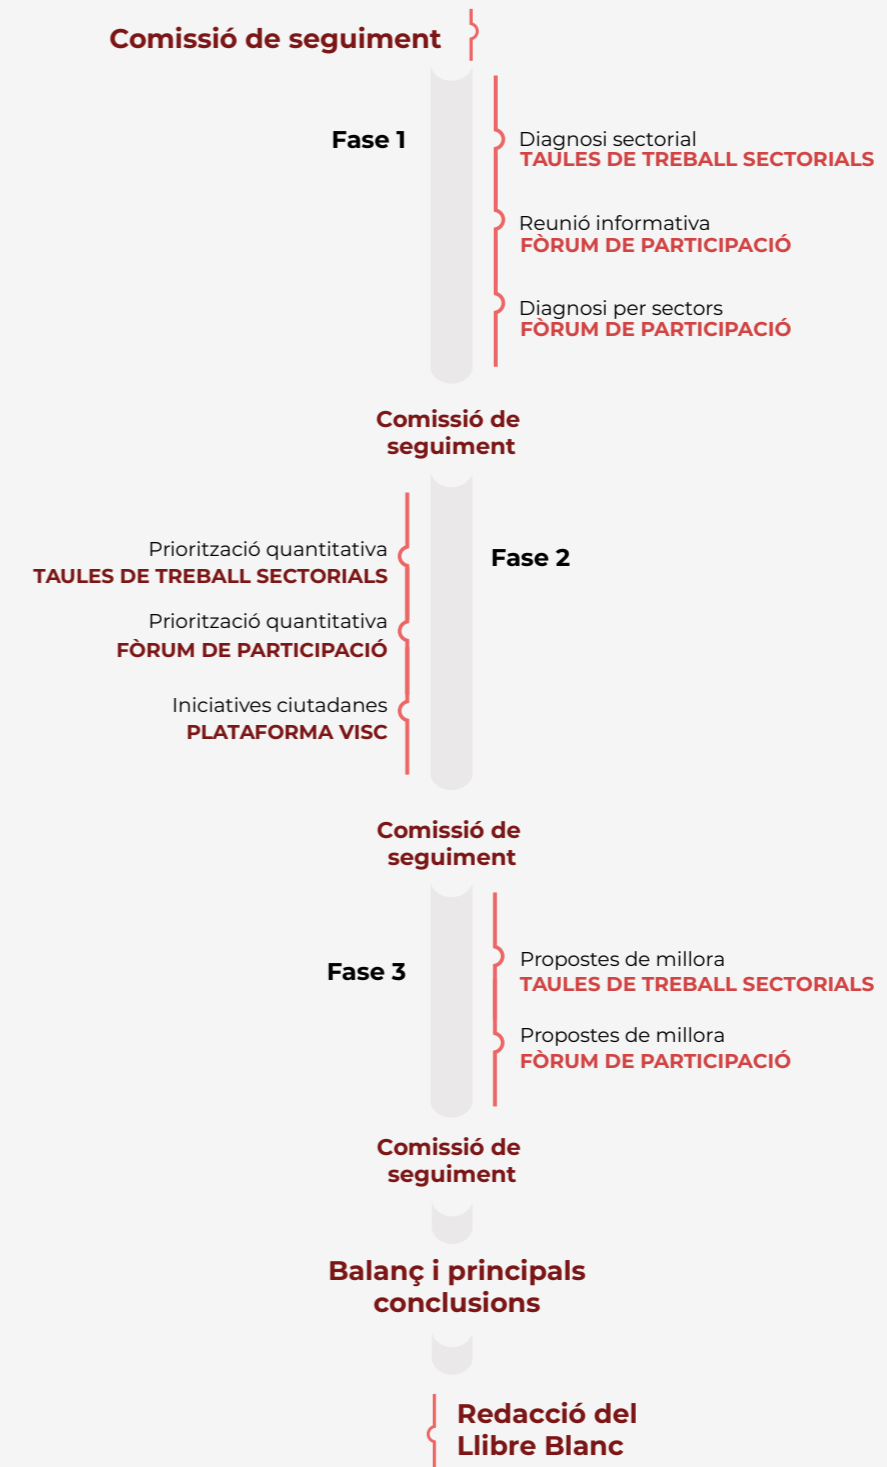 Comissió de seguiment
Fase 1
Diagnosi sectorial
TAULES DE TREBALL SECTORIALS
Reunió informativa
FÒRUM DE PARTICIPACIÓ
Diagnosi per sectors
FÒRUM DE PARTICIPACIÓ
Comissió de
seguiment
Fase 2
Priorització quantitativa
TAULES DE TREBALL SECTORIALS
Priorització quantitativa
FÒRUM DE PARTICIPACIÓ
Iniciatives ciutadanes
PLATAFORMA VISC
Comissió de
seguiment
Fase 3
Propostes de millora
TAULES DE TREBALL SECTORIALS
Propostes de millora
FÒRUM DE PARTICIPACIÓ
Comissió de
seguiment
Balanç i principals
conclusions
Redacció del
Llibre Blanc